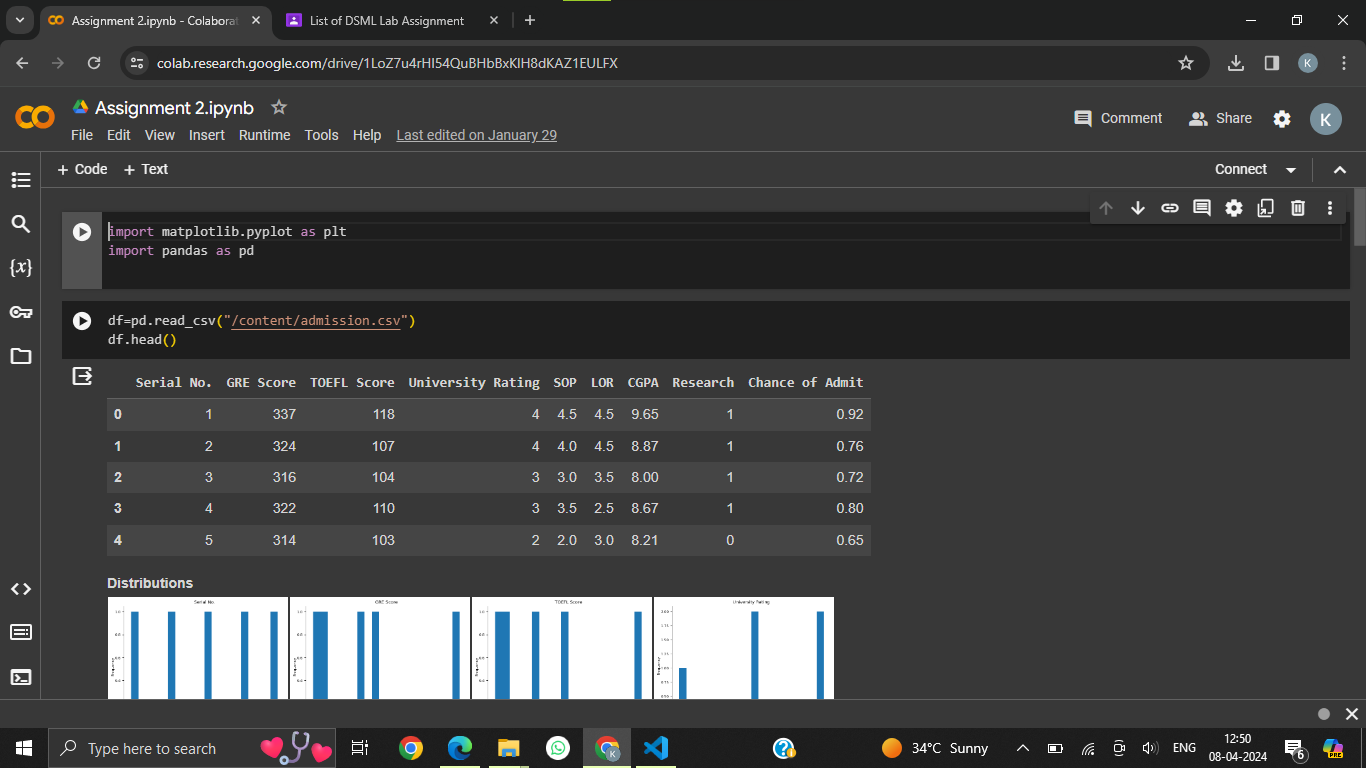 Assignment 2.ipynb - Colaborat
List of DSML Lab Assignment
colab.research.google.com/drive/1LoZ7u4rHI54QuBHbBxKlH8dKAZ1EULFX
K
Assignment 2.ipynb
File Edit View Insert Runtime Tools Help Last edited on January 29
Comment Share K
+ Code + Text
Connect
import matplotlib.pyplot as plt
import pandas as pd
{x}
df=pd.read_csv("/content/admission.csv")
df.head()
Serial No. GRE Score TOEFL Score University Rating SOP LOR CGPA Research Chance of Admit
0 1 337 118 4 4.5 4.5 9.65 1 0.92
1 2 324 107 4 4.0 4.5 8.87 1 0.76
2 3 316 104 3 3.0 3.5 8.00 1 0.72
3 4 322 110 3 3.5 2.5 8.67 1 0.80
4 5 314 103 2 2.0 3.0 8.21 0 0.65
Distributions
Serial No. GRE Score TOEFL Score University Rating
Type here to search
K
34°C Sunny
ENG
12:50
08-04-2024
6
PRE